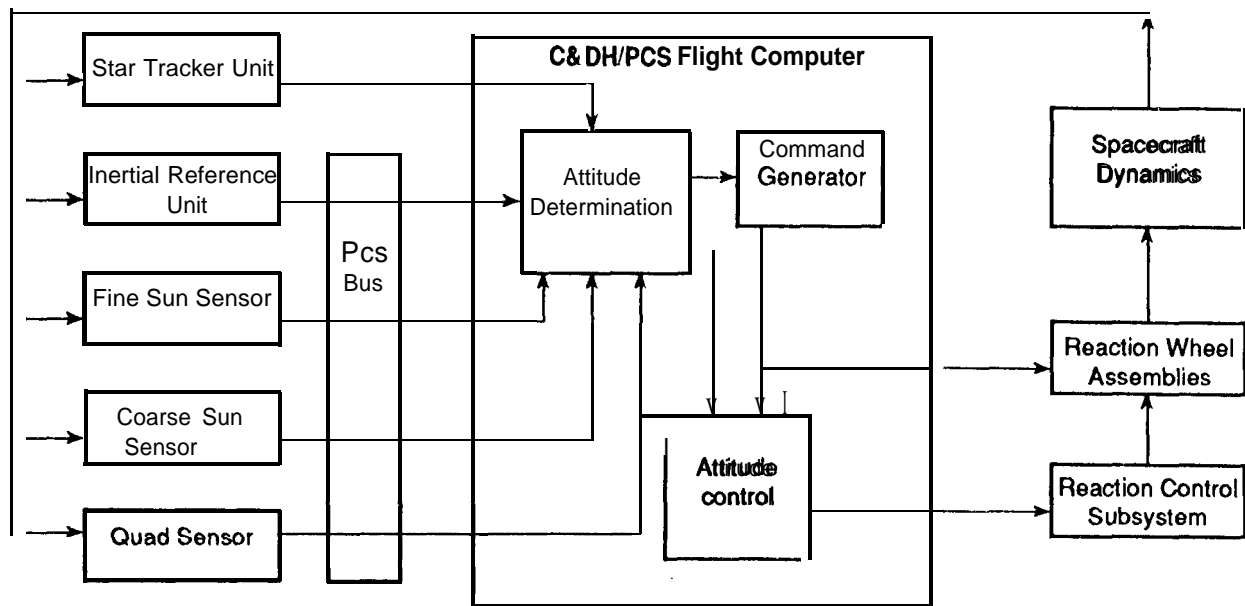 C&DH/PCS Flight Computer
Star Tracker Unit
Inertial Reference
Unit
Fine Sun Sensor
Coarse Sun
Sensor
Quad Sensor
Pcs
Bus
Attitude
Determination
Command
Generator
Attitude
control
Spacecraft
Dynamics
Reaction Wheel
Assemblies
Reaction Control
Subsystem